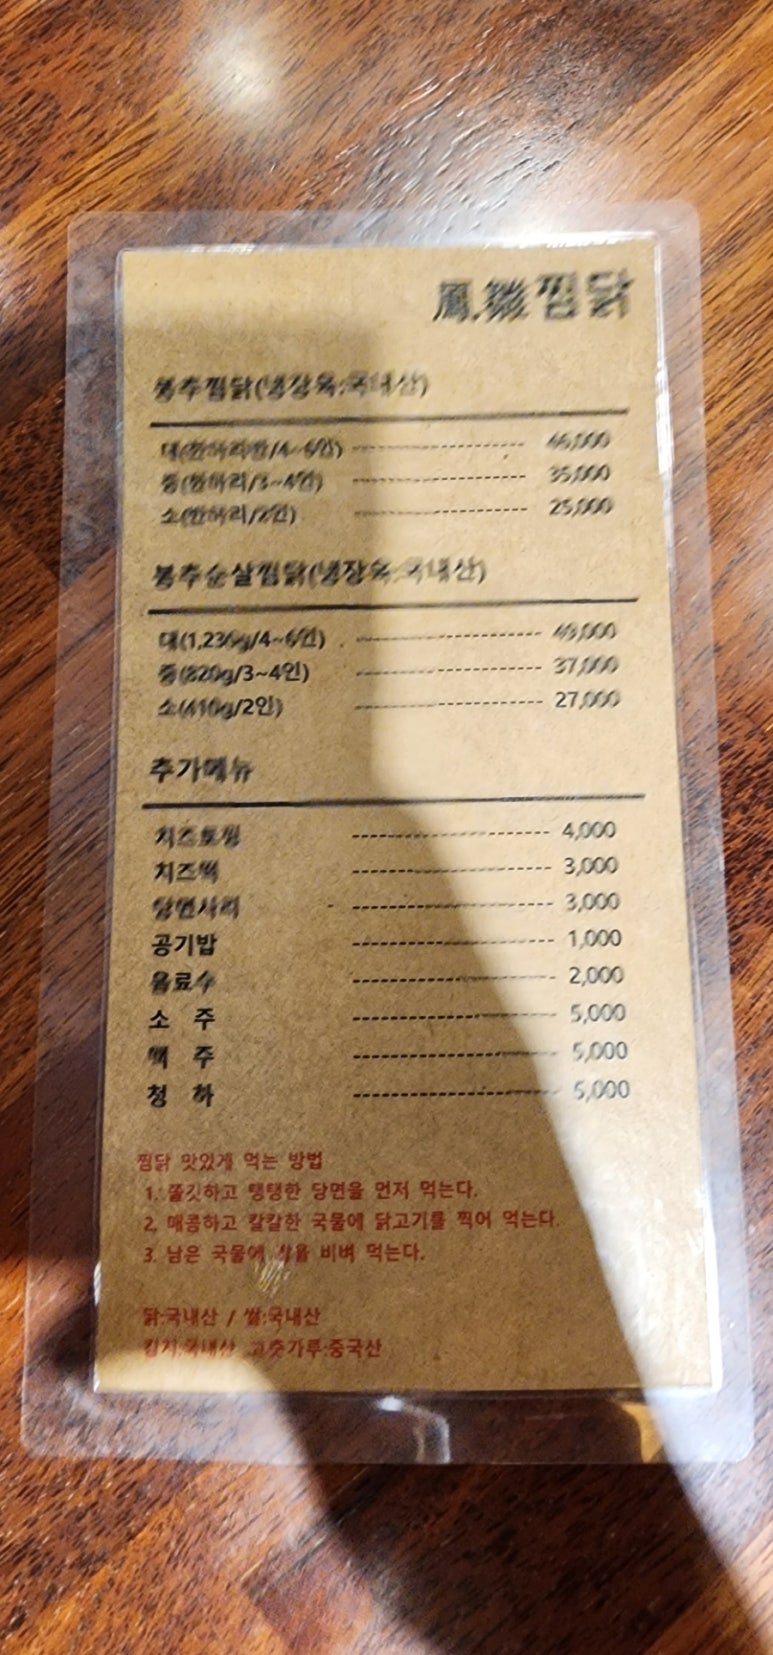 鳳雛찜닭
봉추찜닭(냉장육:국내산)
대(한마리반/4~6인) 46,000
중(한마리/3~4인) 35,000
소(반마리/2인) 25,000
봉추순살찜닭(냉장육:국내산)
대(1,230g/4~6인) 49,000
중(820g/3~4인) 37,000
소(410g/2인) 27,000
추가메뉴
치즈토핑 4,000
치즈떡 3,000
당면사리 3,000
공기밥 1,000
음료수 2,000
소 주 5,000
맥 주 5,000
청 하 5,000
찜닭 맛있게 먹는 방법
1. 쫄깃하고 탱탱한 당면을 먼저 먹는다.
2. 매콤하고 칼칼한 국물에 닭고기를 찍어 먹는다.
3. 남은 국물에 비벼 먹는다.
닭:국내산 / 쌀:국내산
김치:국내산 고춧가루:중국산